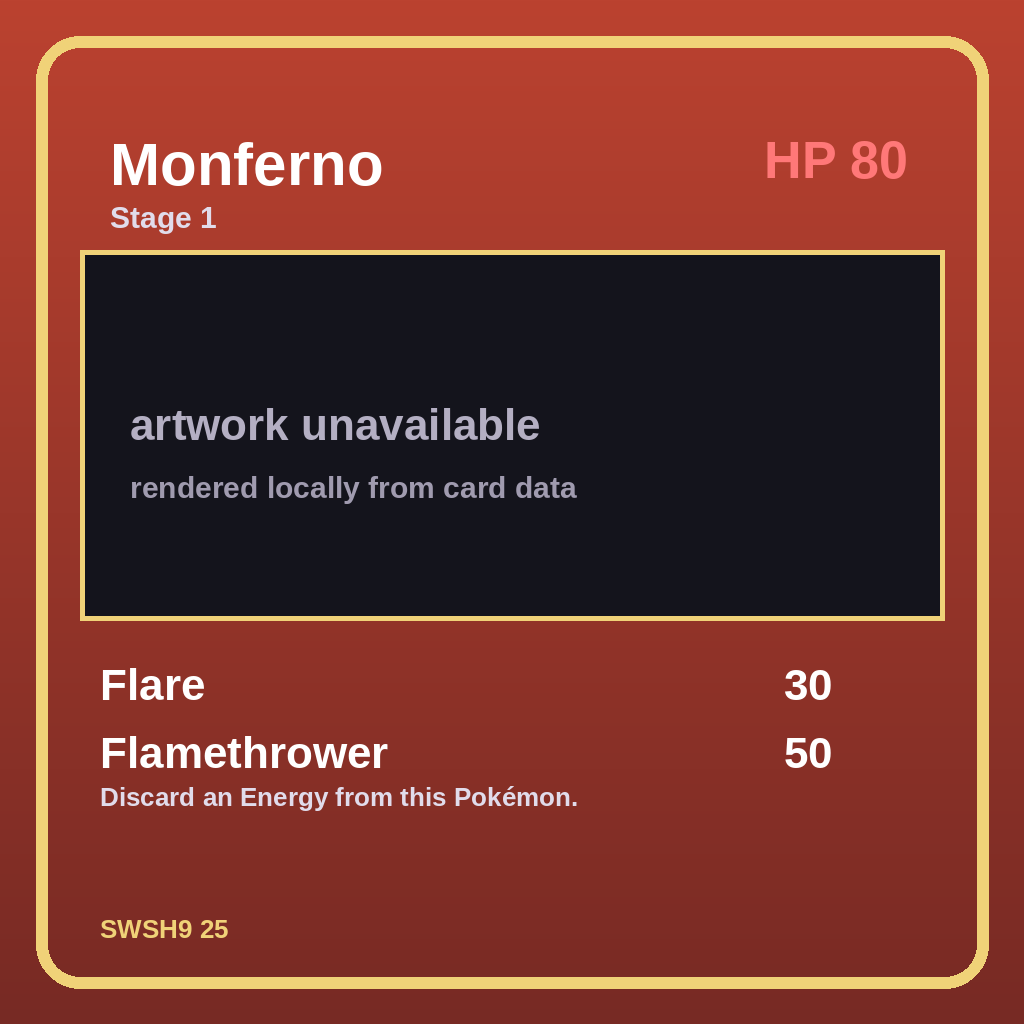 Monferno
HP 80
Stage 1
artwork unavailable
rendered locally from card data
Flare 30
Flamethrower 50
Discard an Energy from this Pokémon.
SWSH9 25